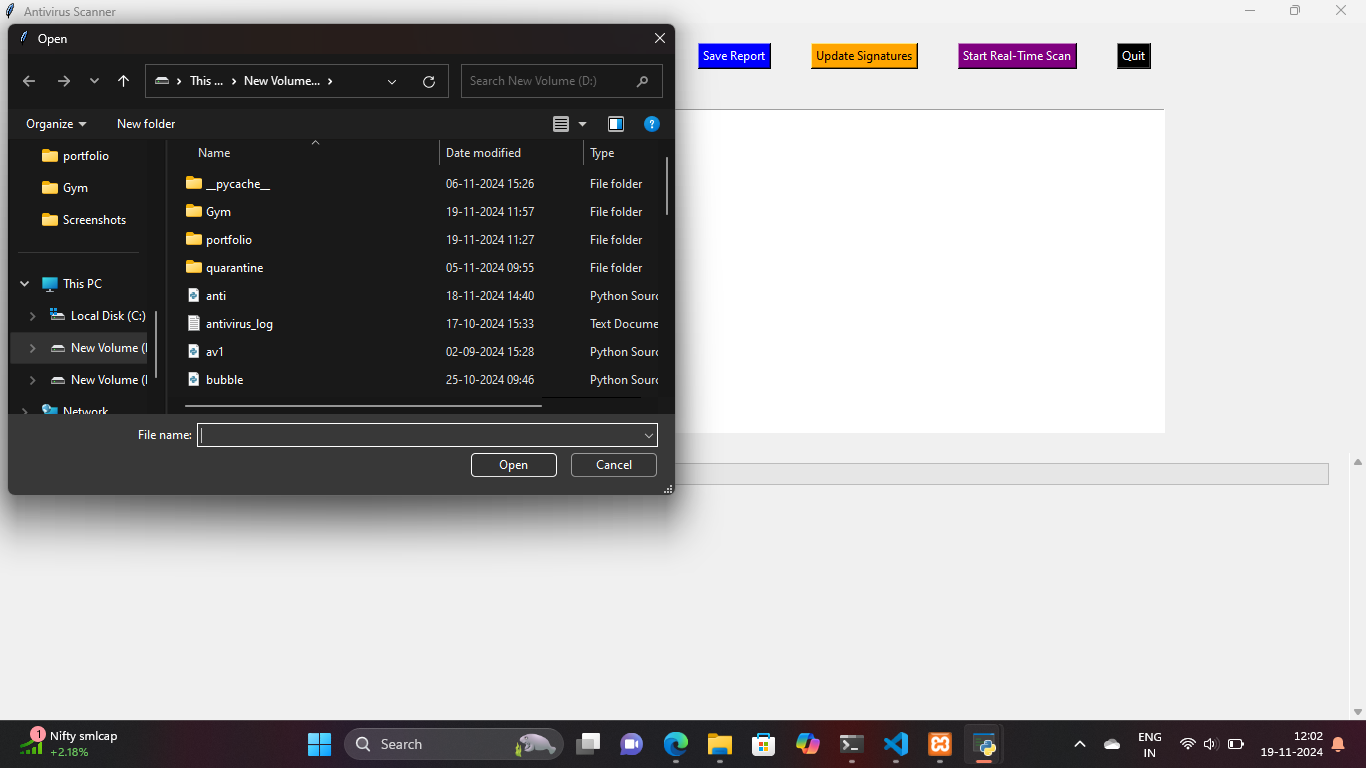 Antivirus Scanner
Open
This ... New Volume...
Search New Volume (D:)
Save Report
Update Signatures
Start Real-Time Scan
Quit
Organize
New folder
portfolio
Gym
Screenshots
This PC
Local Disk (C:)
New Volume (
New Volume (
Network
Name Date modified Type
__pycache__ 06-11-2024 15:26 File folder
Gym 19-11-2024 11:57 File folder
portfolio 19-11-2024 11:27 File folder
quarantine 05-11-2024 09:55 File folder
anti 18-11-2024 14:40 Python Sourc
antivirus_log 17-10-2024 15:33 Text Docume
av1 02-09-2024 15:28 Python Sourc
bubble 25-10-2024 09:46 Python Sourc
File name:
Open Cancel
1
Nifty smlcap
+2.18%
Search
ENG
IN
12:02
19-11-2024